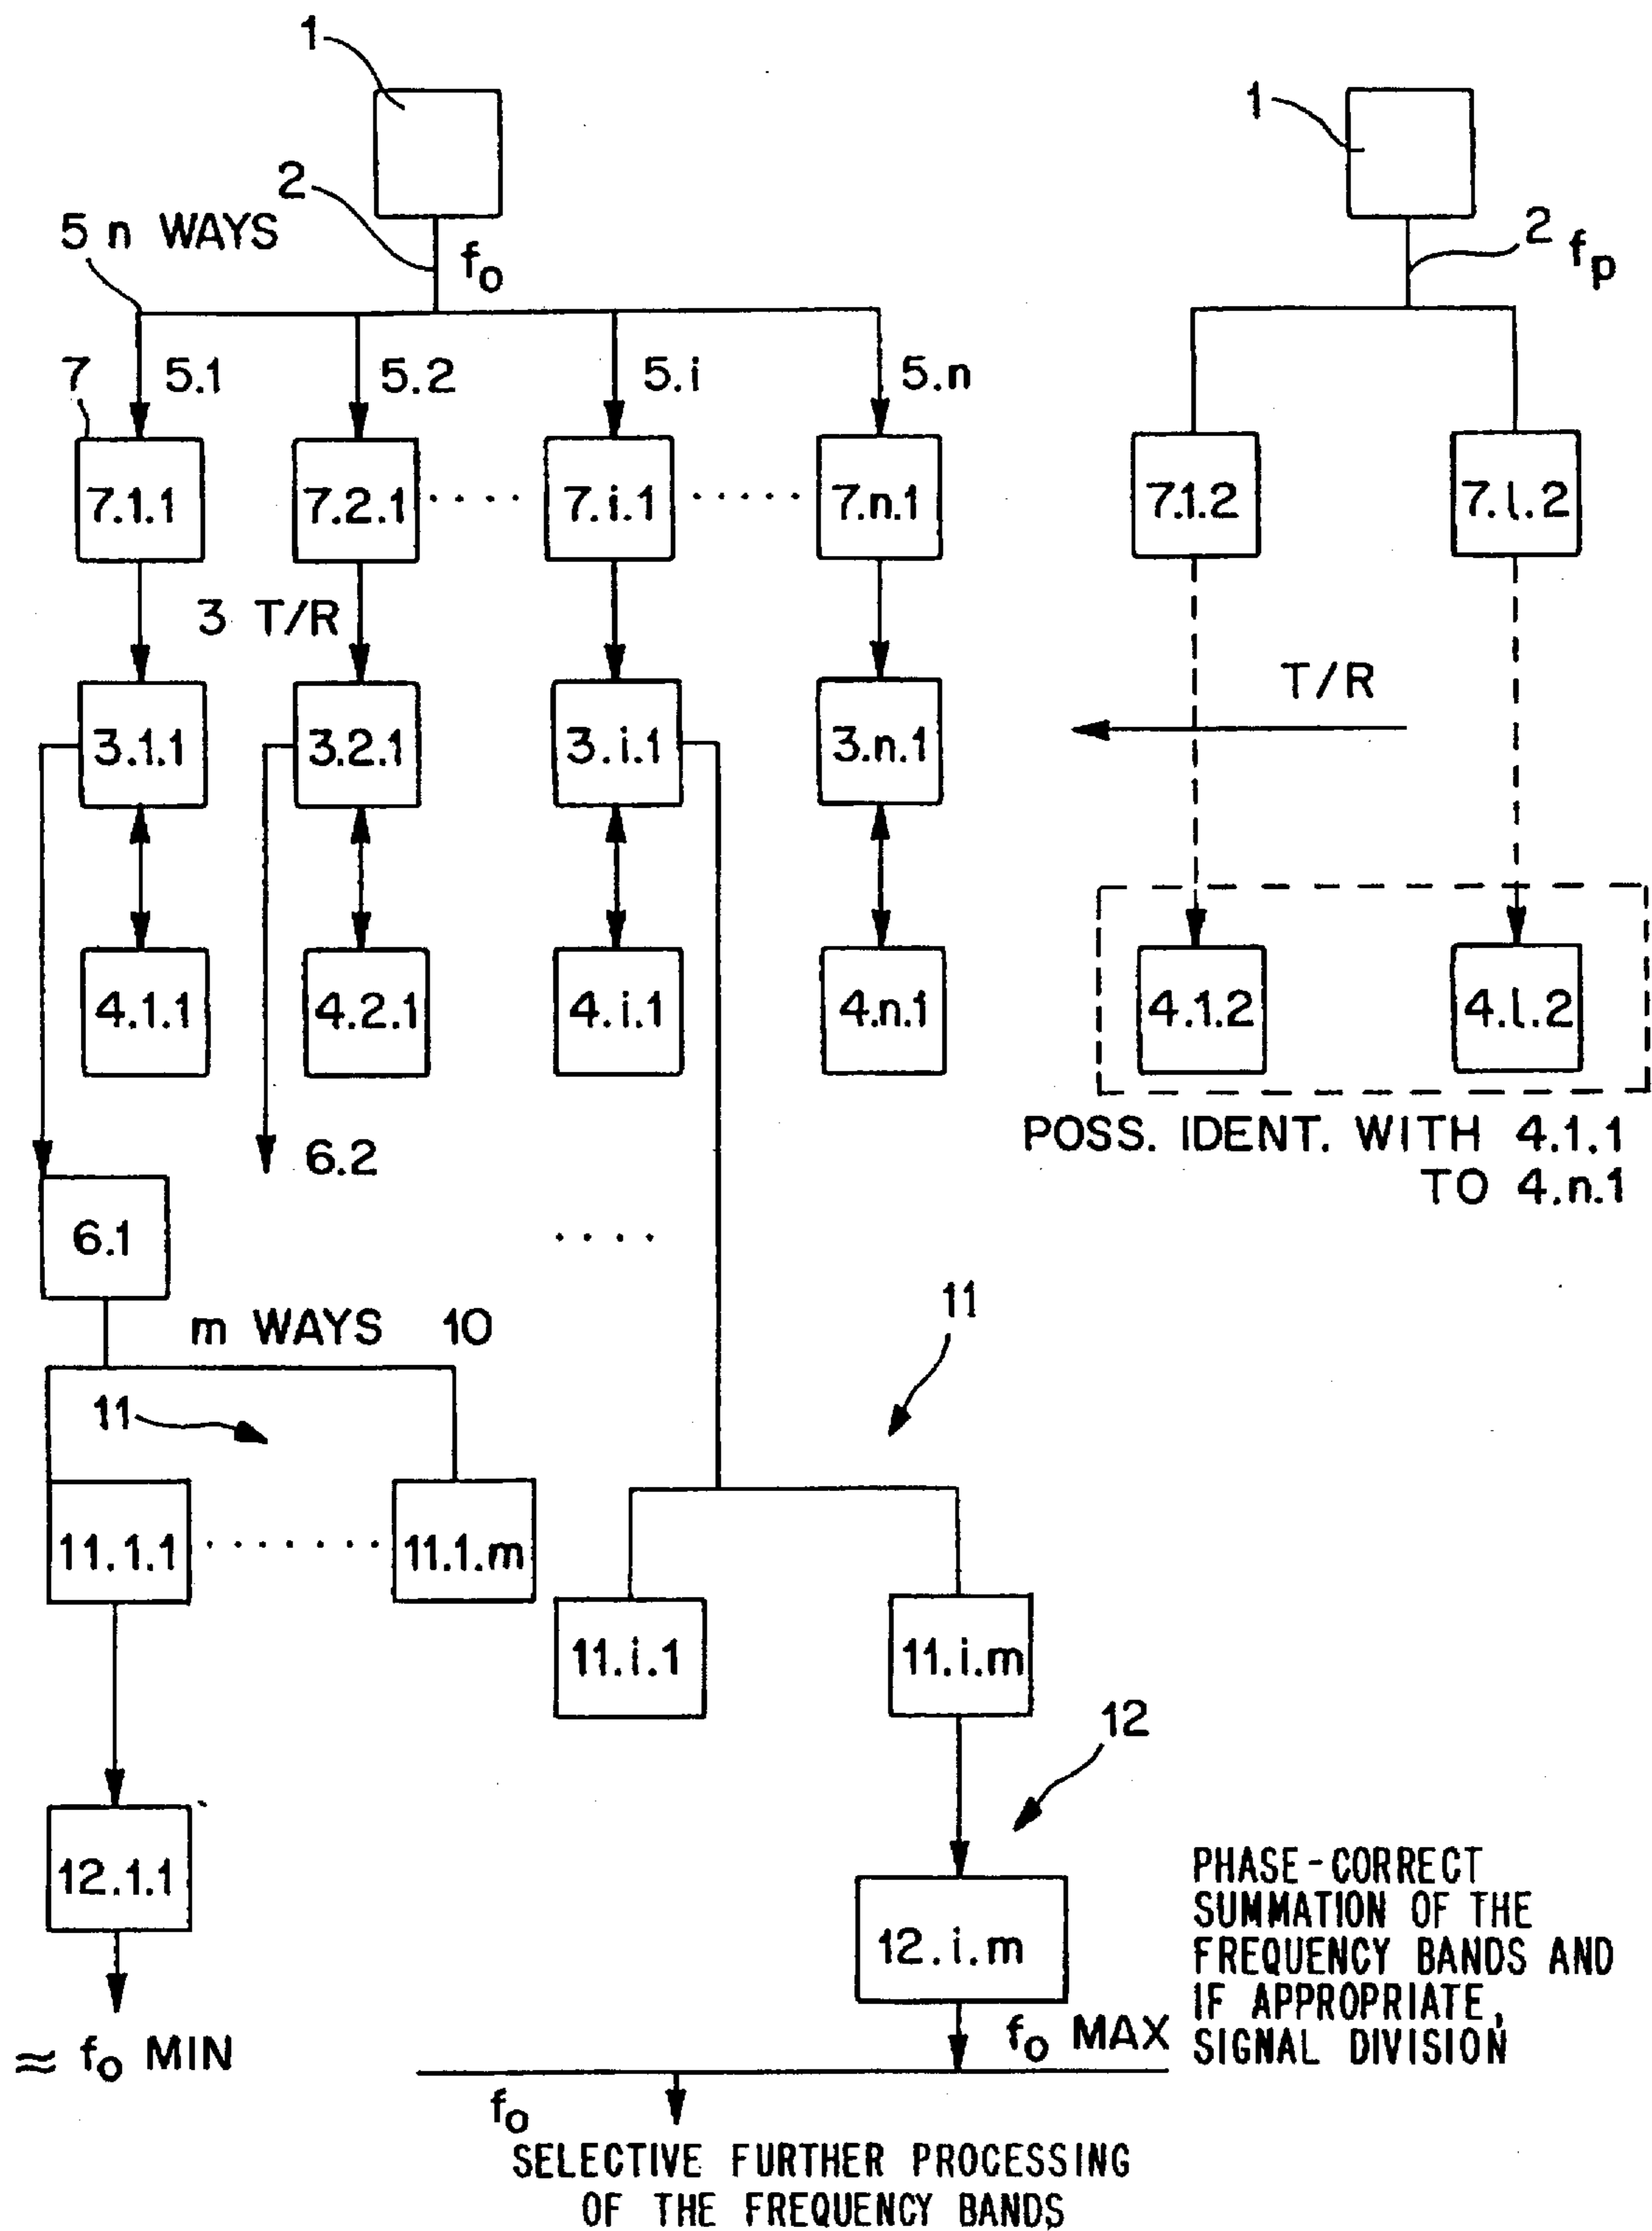 1
1
2
5 n WAYS
fo
2
fp
7
5.1
5.2
5.i
5.n
7.1.1
7.2.1 .....
7.i.1 .....
7.n.1
7.1.2
7.l.2
3 T/R
T/R
3.1.1
3.2.1
3.i.1
3.n.1
4.1.1
4.2.1
4.i.1
4.n.1
4.1.2
4.l.2
POSS. IDENT. WITH 4.1.1
TO 4.n.1
6.2
6.1
....
m WAYS 10
11
11
11.1.1 ........ 11.1.m
11.i.1
11.i.m
12
12.1.1
12.i.m
PHASE-CORRECT
SUMMATION OF THE
FREQUENCY BANDS AND
IF APPROPRIATE,
SIGNAL DIVISION
≈ fo MIN
fo MAX
fo
SELECTIVE FURTHER PROCESSING
OF THE FREQUENCY BANDS